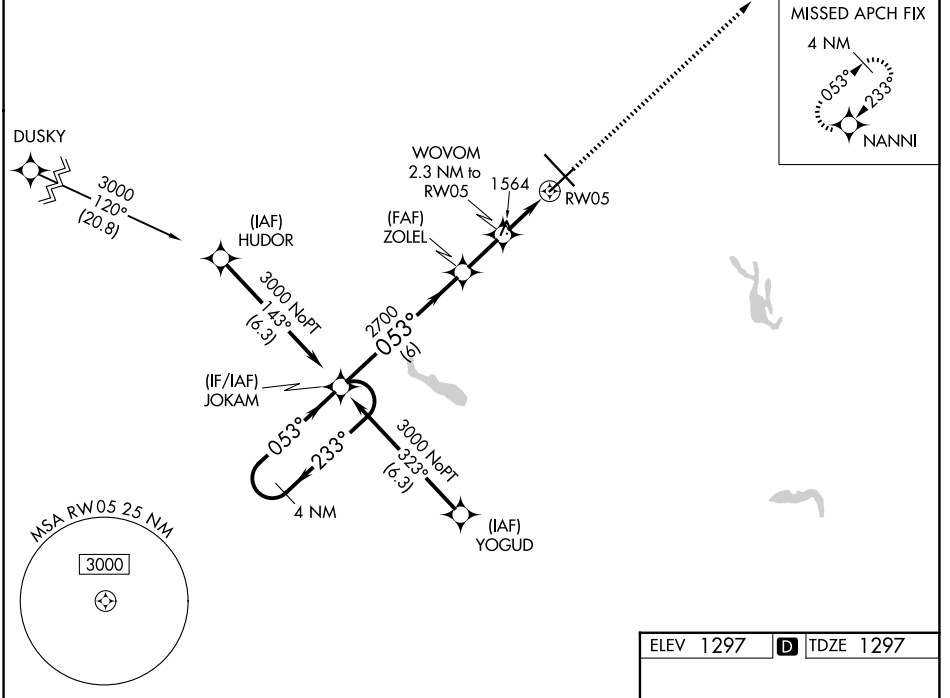 MISSED APCH FIX
4 NM
053°
233°
NANNI
DUSKY
3000
120°
(20.8)
(IAF)
HUDOR
3000 NoPT
143°
(6.3)
WOVOM
2.3 NM to
RW05
1564
RW05
(FAF)
ZOLEL
2700
053°
(6)
(IF/IAF)
JOKAM
053°
233°
4 NM
3000 NoPT
323°
(6.3)
(IAF)
YOGUD
MSA RW05 25 NM
3000
ELEV 1297 D TDZE 1297